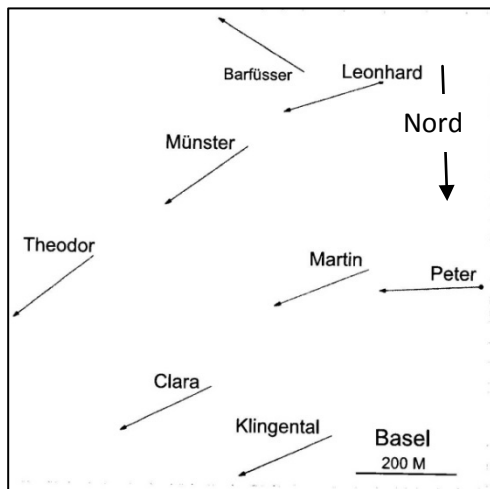 Barfüsser
Leonhard
Nord
Münster
Theodor
Martin
Peter
Clara
Klingental
Basel
200 M